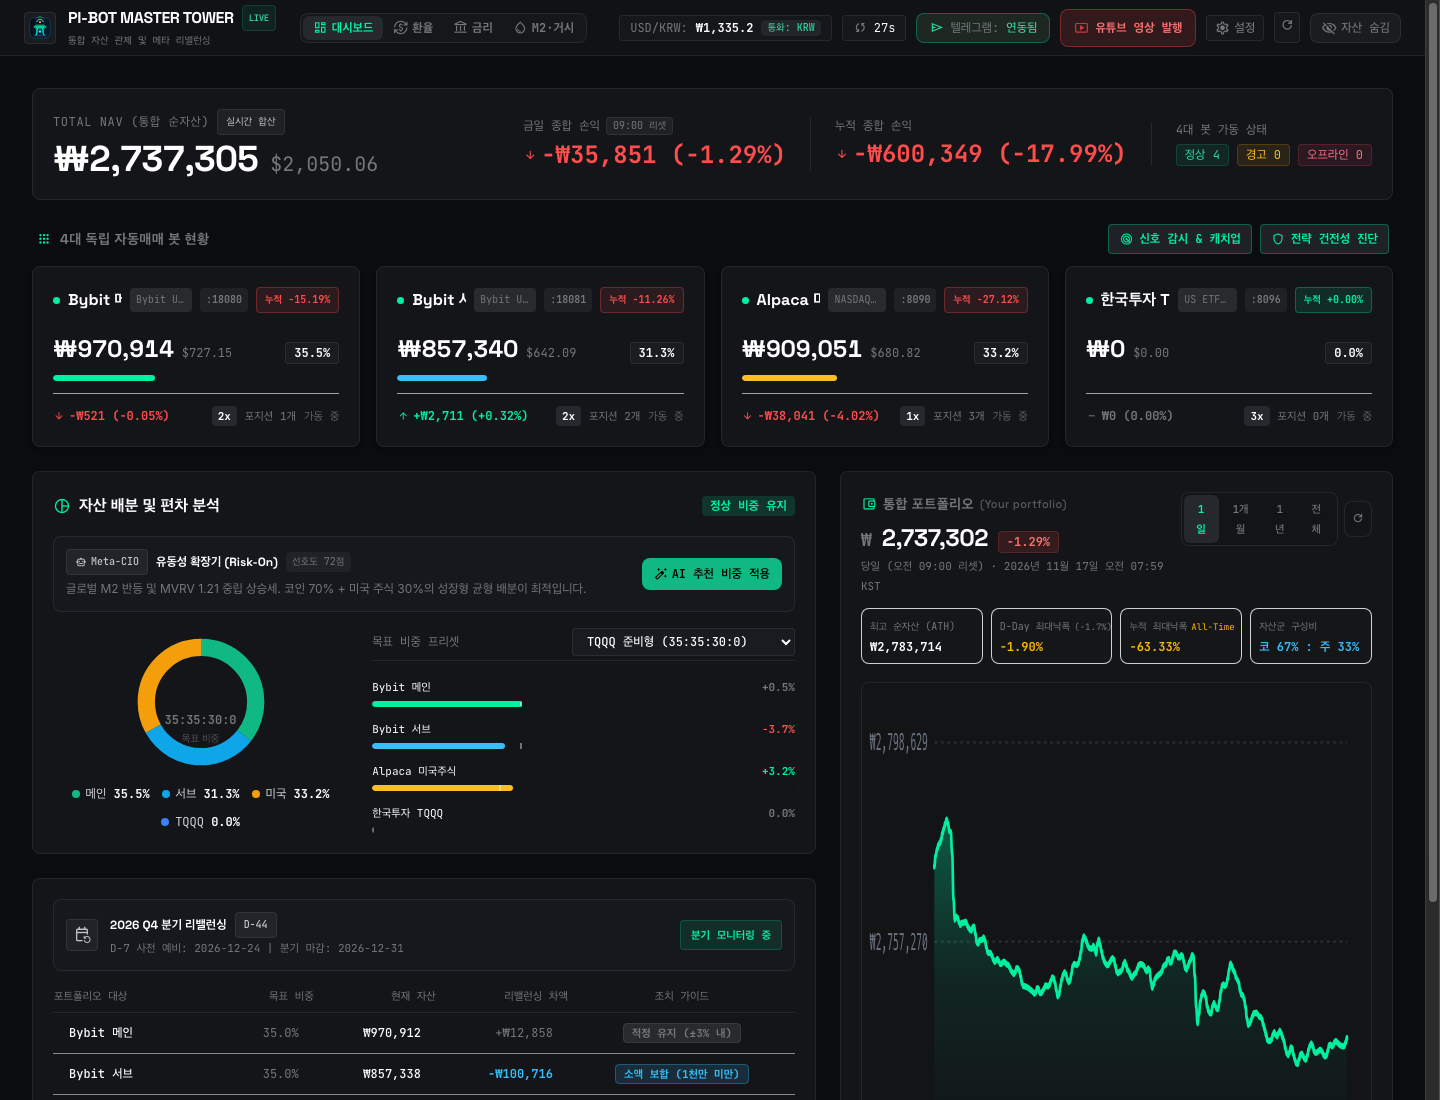 PI-BOT MASTER TOWER LIVE
통합 자산 관제 및 메타 리밸런싱
대시보드 환율 금리 M2·거시
USD/KRW: ₩1,335.2 통화: KRW
27s
텔레그램: 연동됨
유튜브 영상 발행
설정
자산 숨김
TOTAL NAV (통합 순자산) 실시간 합산
₩2,737,305 $2,050.06
금일 종합 손익 09:00 리셋
↓ -₩35,851 (-1.29%)
누적 종합 손익
↓ -₩600,349 (-17.99%)
4대 봇 가동 상태
정상 4 경고 0 오프라인 0
4대 독립 자동매매 봇 현황
신호 감시 & 캐치업 전략 건전성 진단
Bybit Bybit U… :18080 누적 -15.19%
₩970,914 $727.15 35.5%
↓ -₩521 (-0.05%) 2x 포지션 1개 가동 중
Bybit Bybit U… :18081 누적 -11.26%
₩857,340 $642.09 31.3%
↑ +₩2,711 (+0.32%) 2x 포지션 2개 가동 중
Alpaca NASDAQ… :8090 누적 -27.12%
₩909,051 $680.82 33.2%
↓ -₩38,041 (-4.02%) 1x 포지션 3개 가동 중
한국투자 T US ETF… :8096 누적 +0.00%
₩0 $0.00 0.0%
— ₩0 (0.00%) 3x 포지션 0개 가동 중
자산 배분 및 편차 분석 정상 비중 유지
Meta-CIO 유동성 확장기 (Risk-On) 선호도 72점
글로벌 M2 반등 및 MVRV 1.21 중립 상승세. 코인 70% + 미국 주식 30%의 성장형 균형 배분이 최적입니다.
AI 추천 비중 적용
35:35:30:0
목표 비중
메인 35.5% 서브 31.3% 미국 33.2%
TQQQ 0.0%
목표 비중 프리셋 TQQQ 준비형 (35:35:30:0)
Bybit 메인 +0.5%
Bybit 서브 -3.7%
Alpaca 미국주식 +3.2%
한국투자 TQQQ 0.0%
2026 Q4 분기 리밸런싱 D-44
D-7 사전 예비: 2026-12-24 | 분기 마감: 2026-12-31
분기 모니터링 중
포트폴리오 대상 목표 비중 현재 자산 리밸런싱 차액 조치 가이드
Bybit 메인 35.0% ₩970,912 +₩12,858 적정 유지 (±3% 내)
Bybit 서브 35.0% ₩857,338 -₩100,716 소액 보합 (1천만 미만)
통합 포트폴리오 (Your portfolio)
1일 1개월 1년 전체
₩ 2,737,302 -1.29%
당일 (오전 09:00 리셋) · 2026년 11월 17일 오전 07:59
KST
최고 순자산 (ATH)
₩2,783,714
D-Day 최대낙폭 (-1.7%)
-1.90%
누적 최대낙폭 All-Time
-63.33%
자산군 구성비
코 67% : 주 33%
₩2,798,629
₩2,757,270